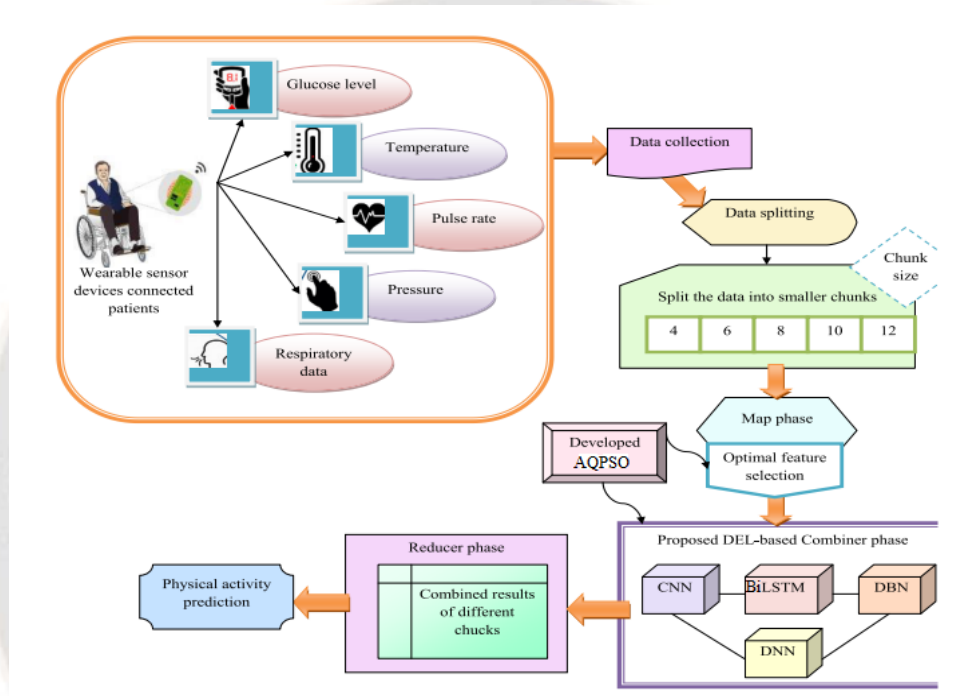 Glucose level
Temperature
Pulse rate
Pressure
Respiratory
data
Wearable sensor
devices connected
patients
Data collection
Data splitting
Chunk
size
Split the data into smaller chunks
4 6 8 10 12
Map phase
Optimal feature
selection
Developed
AQPSO
Proposed DEL-based Combiner phase
CNN BiLSTM DBN
DNN
Reducer phase
Combined results
of different
chucks
Physical activity
prediction